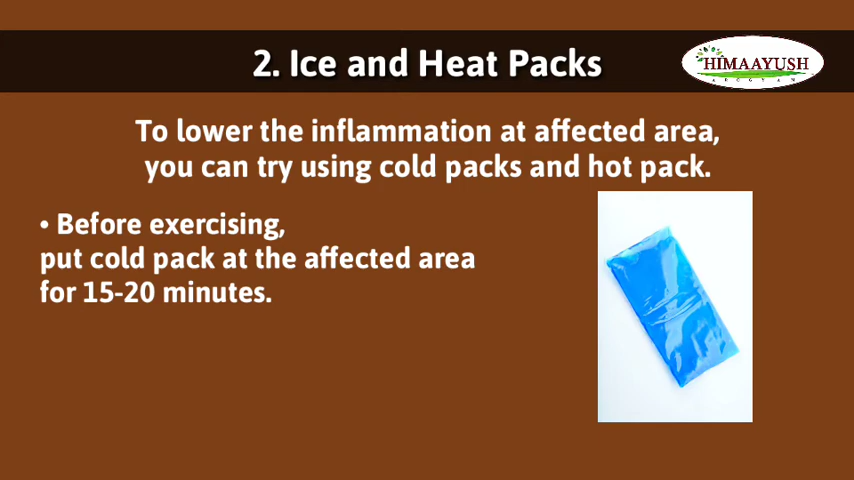 2. Ice and Heat Packs
HIMAAYUSH
AROGYAM
To lower the inflammation at affected area,
you can try using cold packs and hot pack.
• Before exercising,
put cold pack at the affected area
for 15-20 minutes.